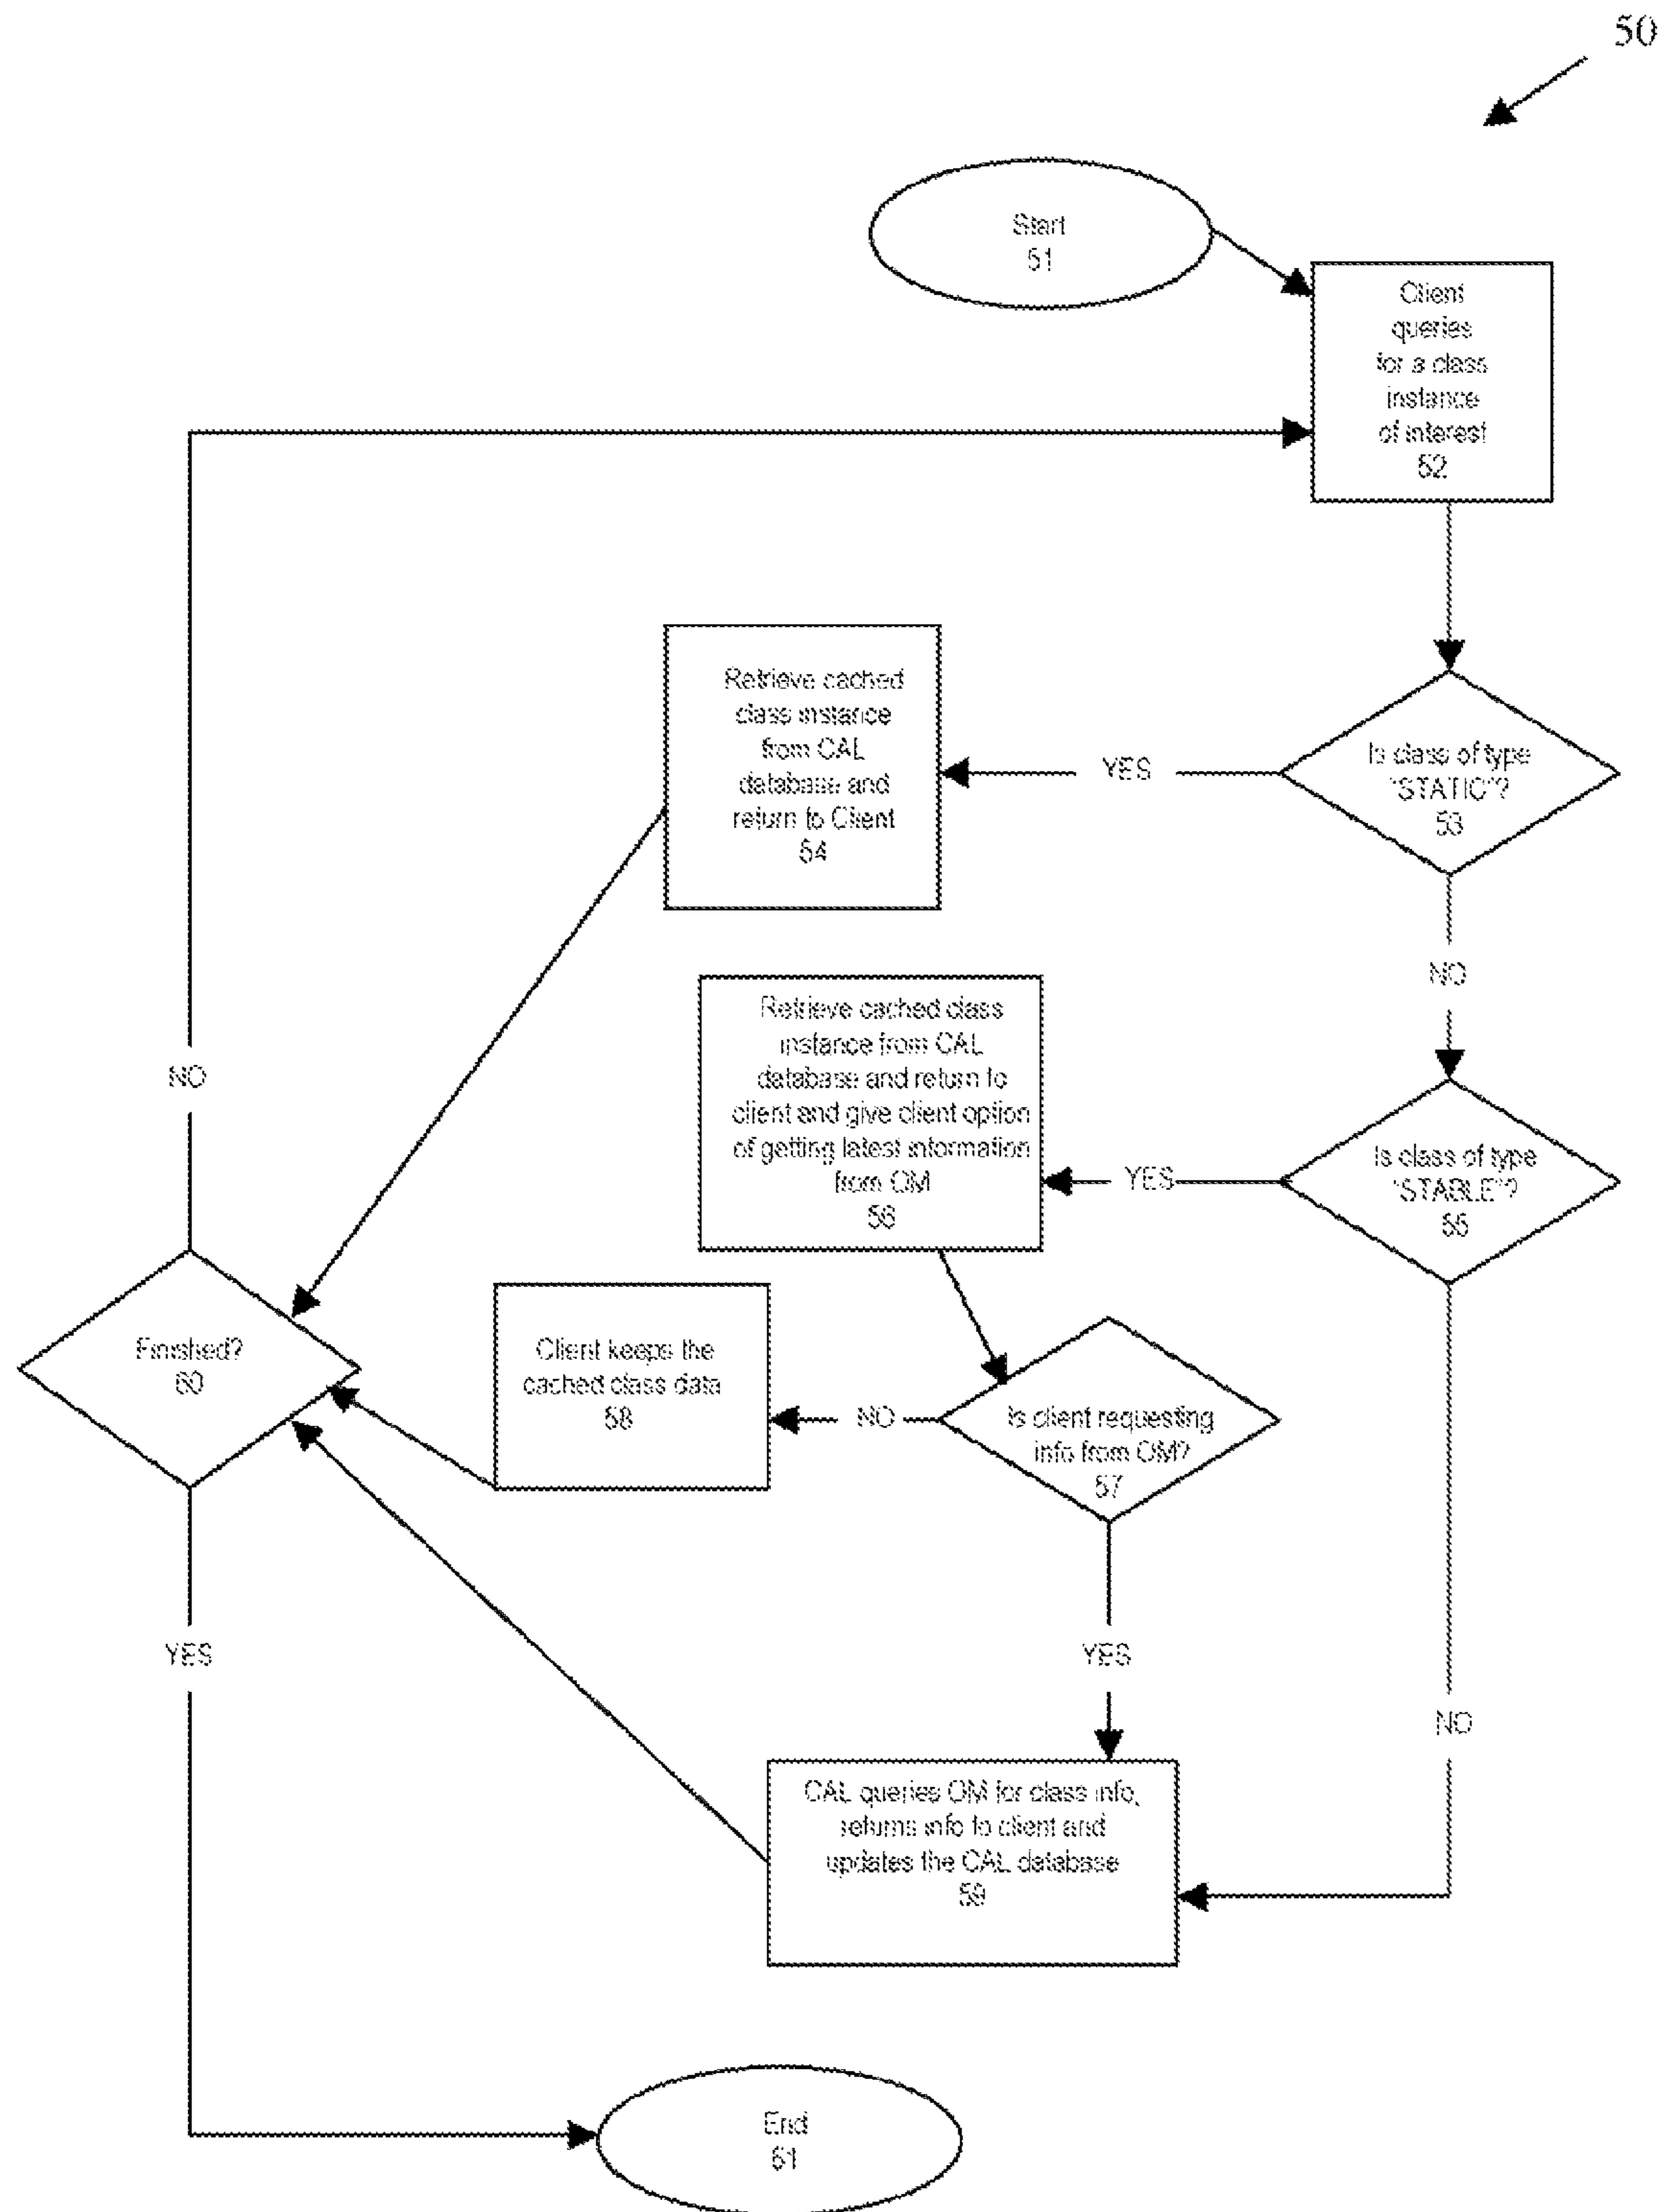 50
Start
51
Client
queries
for a class
instance
of interest
52
Retrieve cached
class instance
from CAL
database and
return to Client
54
YES
Is class of type
"STATIC"?
53
NO
Retrieve cached class
instance from CAL
database and return to
client and give client option
of getting latest information
from OM
56
YES
Is class of type
"STABLE"?
55
NO
Finished?
60
Client keeps the
cached class data
58
NO
Is client requesting
info from OM?
57
YES
YES
NO
CAL queries OM for class info,
returns info to client and
updates the CAL database
59
End
61